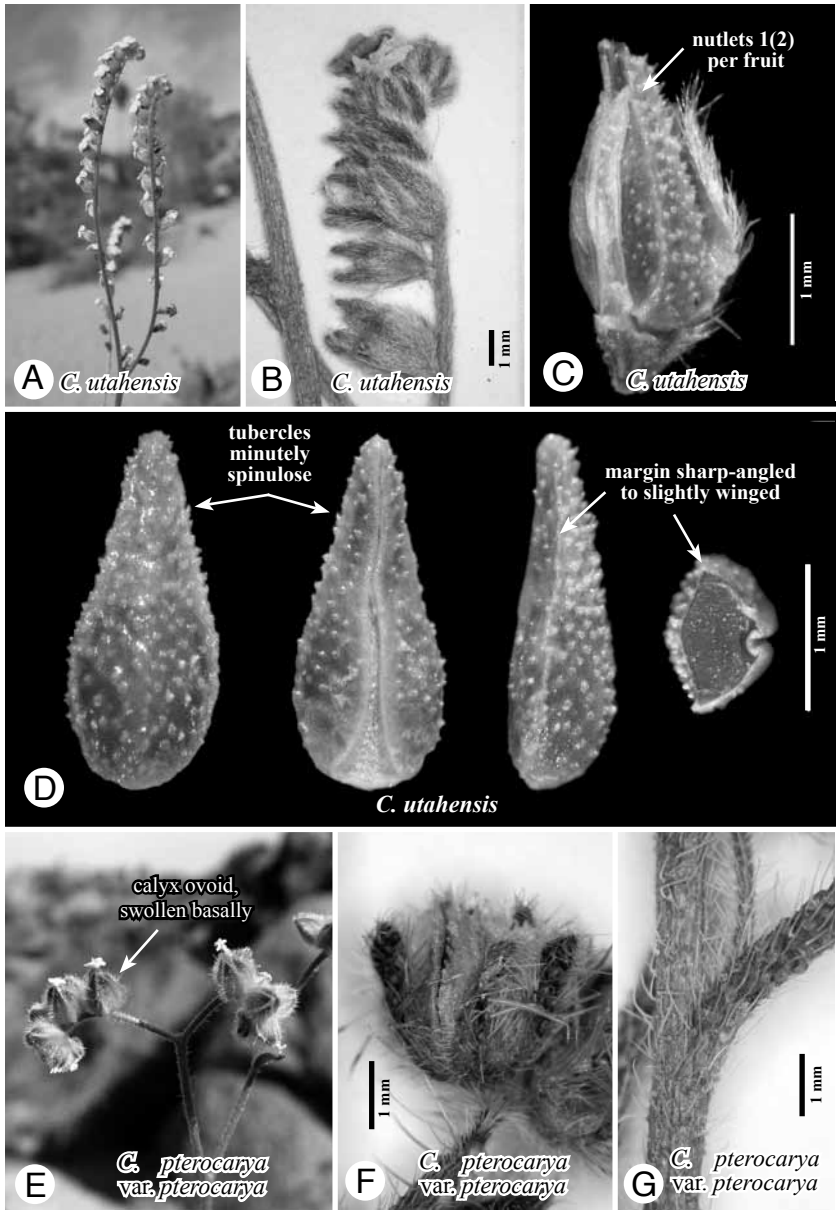 A C. utahensis
B C. utahensis
1 mm
nutlets 1(2)
per fruit
1 mm
C C. utahensis
tubercles
minutely
spinulose
margin sharp-angled
to slightly winged
1 mm
D
C. utahensis
calyx ovoid,
swollen basally
E C. pterocarya
var. pterocarya
1 mm
F C. pterocarya
var. pterocarya
1 mm
G C. pterocarya
var. pterocarya